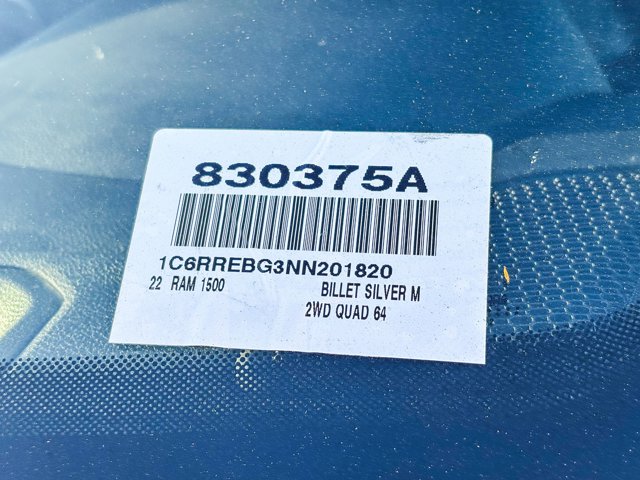 830375A
1C6RREBG3NN201820
22 RAM 1500 BILLET SILVER M
2WD QUAD 64